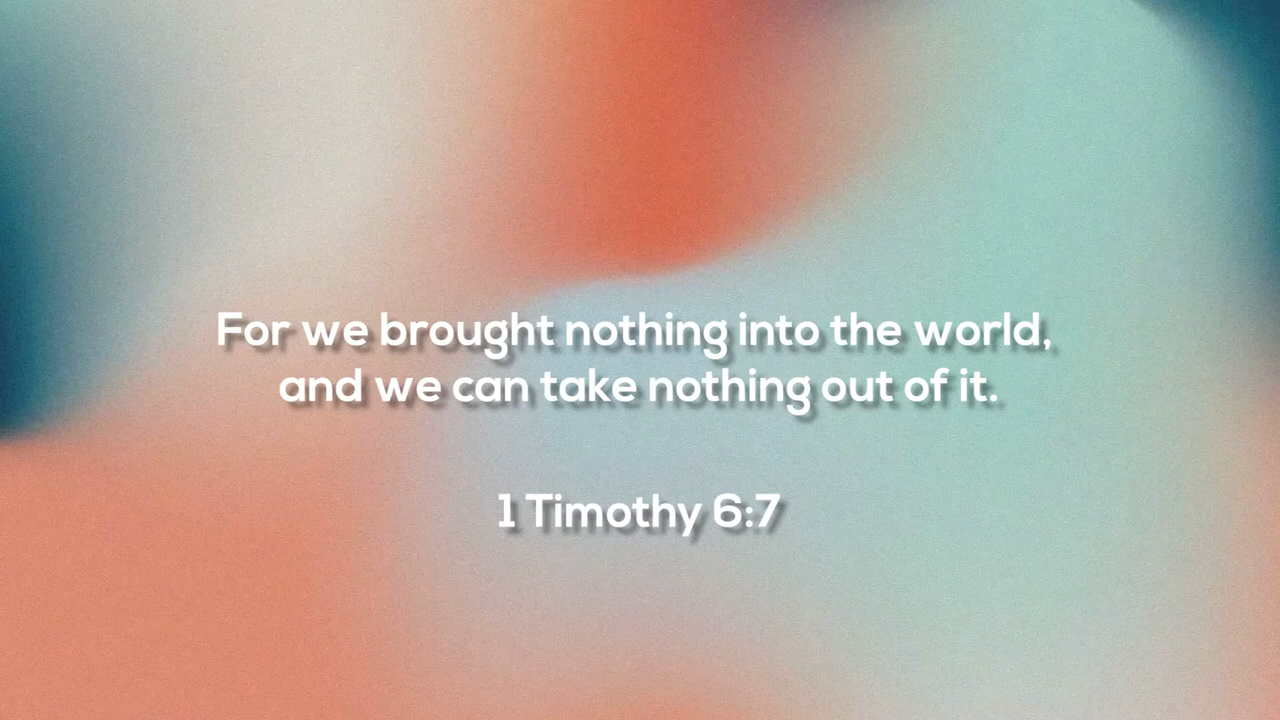 For we brought nothing into the world,
and we can take nothing out of it.
1 Timothy 6:7